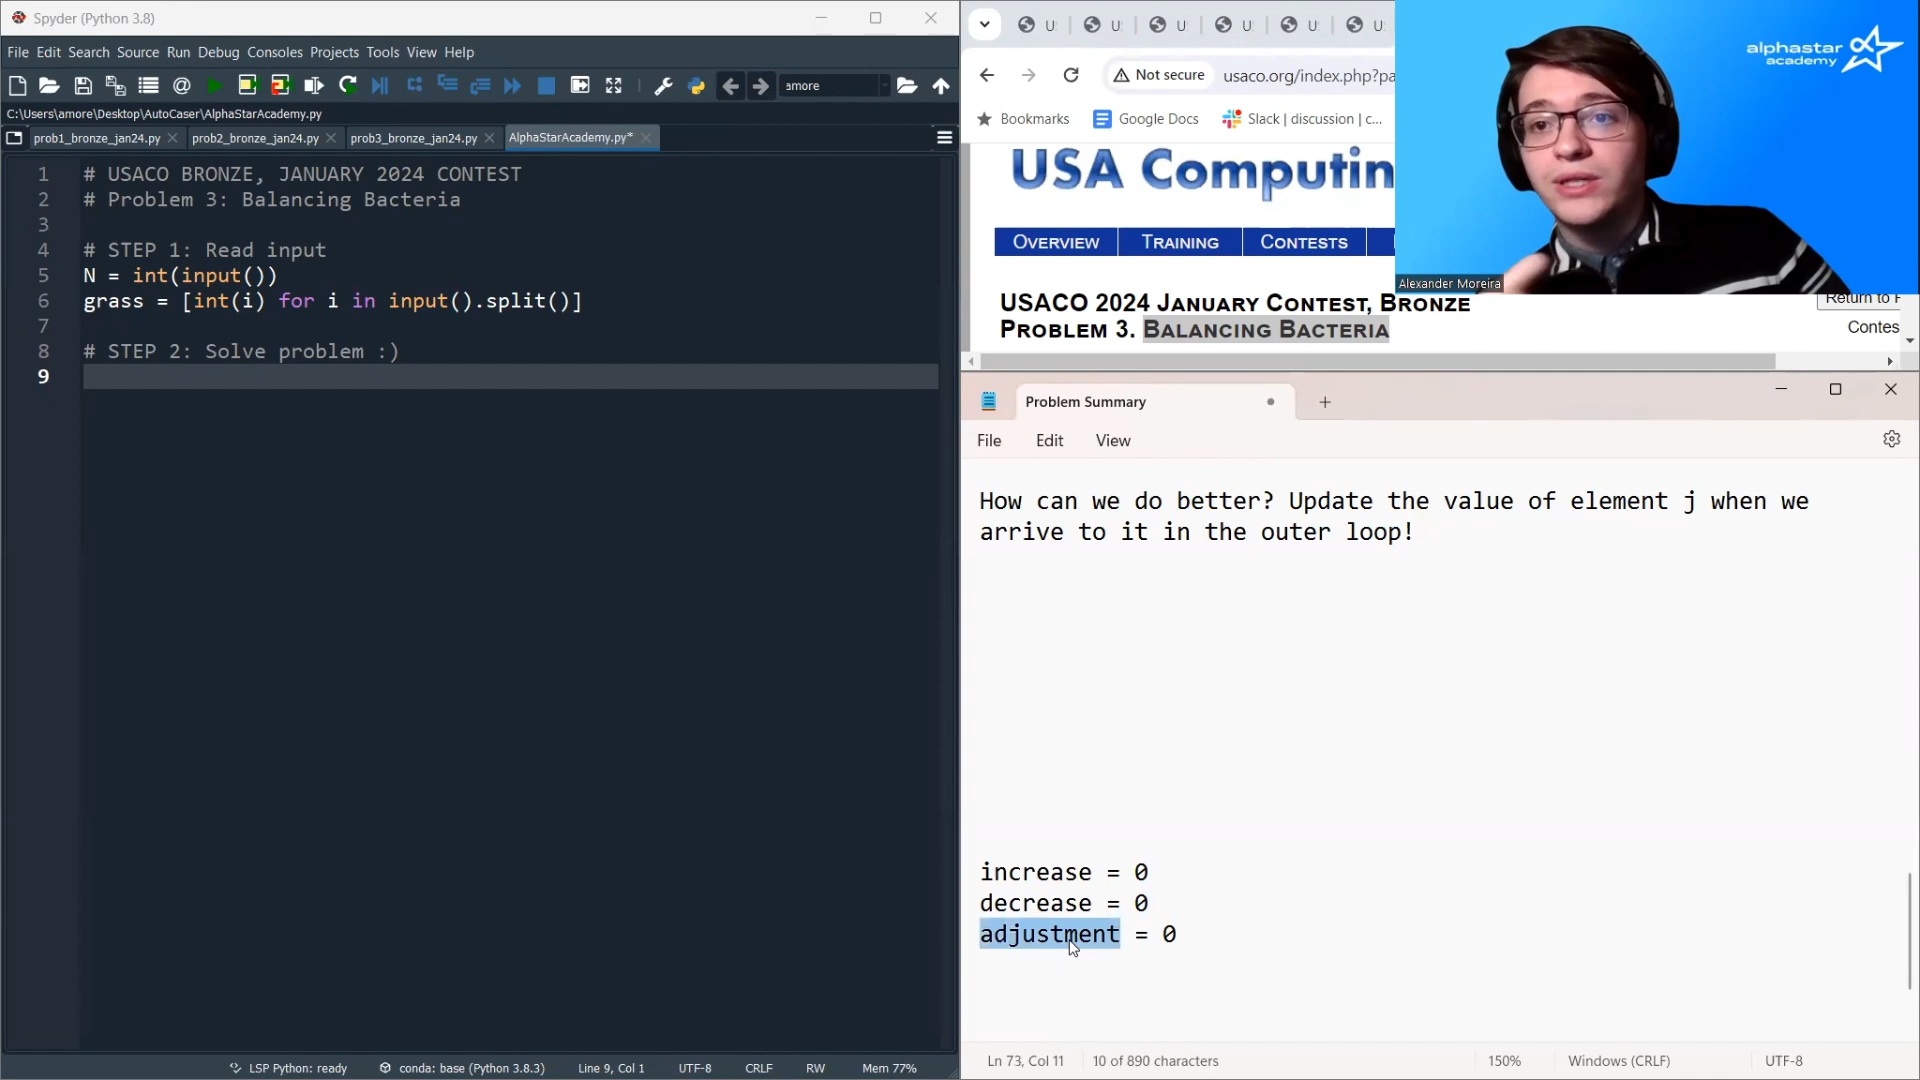 Spyder (Python 3.8)
File Edit Search Source Run Debug Consoles Projects Tools View Help
amore
C:\Users\amore\Desktop\AutoCaser\AlphaStarAcademy.py
prob1_bronze_jan24.py prob2_bronze_jan24.py prob3_bronze_jan24.py AlphaStarAcademy.py*
1 # USACO BRONZE, JANUARY 2024 CONTEST
2 # Problem 3: Balancing Bacteria
3
4 # STEP 1: Read input
5 N = int(input())
6 grass = [int(i) for i in input().split()]
7
8 # STEP 2: Solve problem :)
9
LSP Python: ready conda: base (Python 3.8.3) Line 9, Col 1 UTF-8 CRLF RW Mem 77%
U U U U U U
Not secure usaco.org/index.php?pa
Bookmarks Google Docs Slack | discussion | c...
USA Computin
OVERVIEW TRAINING CONTESTS
USACO 2024 JANUARY CONTEST, BRONZE
PROBLEM 3. BALANCING BACTERIA
Return to
Contes
alphastar
academy
Alexander Moreira
Problem Summary
File Edit View
How can we do better? Update the value of element j when we
arrive to it in the outer loop!
increase = 0
decrease = 0
adjustment = 0
Ln 73, Col 11 10 of 890 characters 150% Windows (CRLF) UTF-8